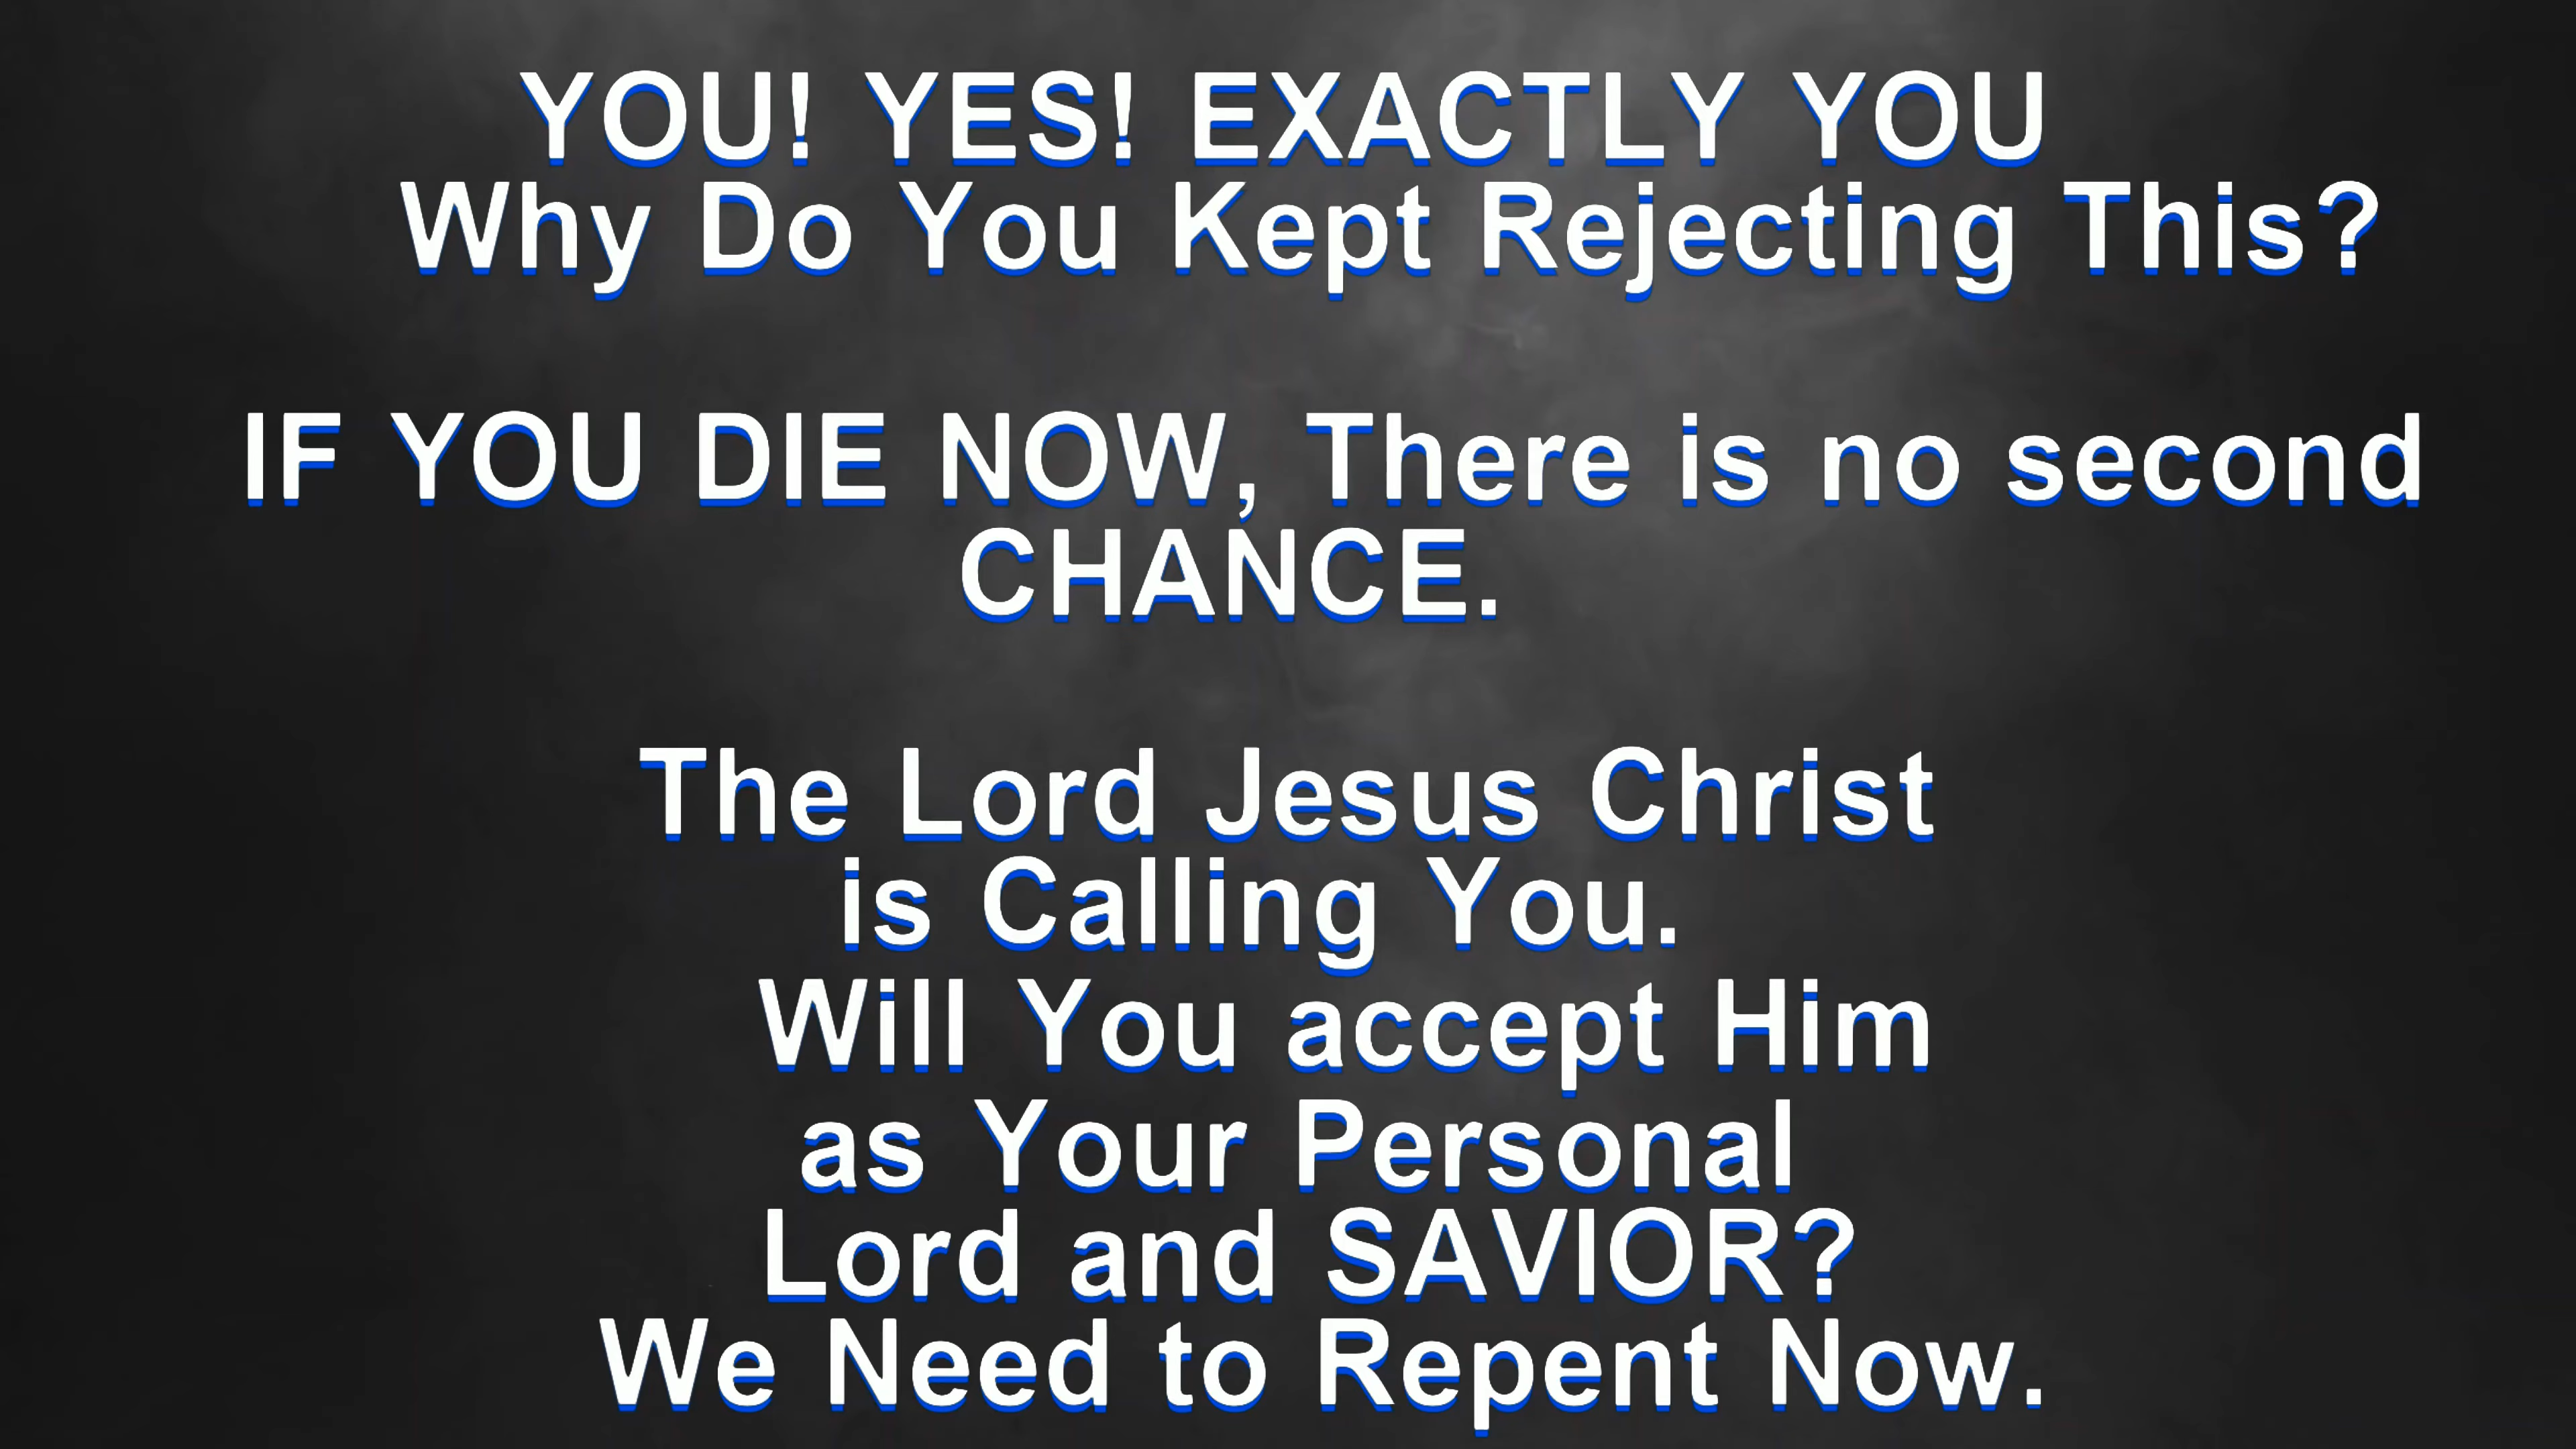 YOU! YES! EXACTLY YOU
Why Do You Kept Rejecting This?
IF YOU DIE NOW, There is no second
CHANCE.
The Lord Jesus Christ
is Calling You.
Will You accept Him
as Your Personal
Lord and SAVIOR?
We Need to Repent Now.